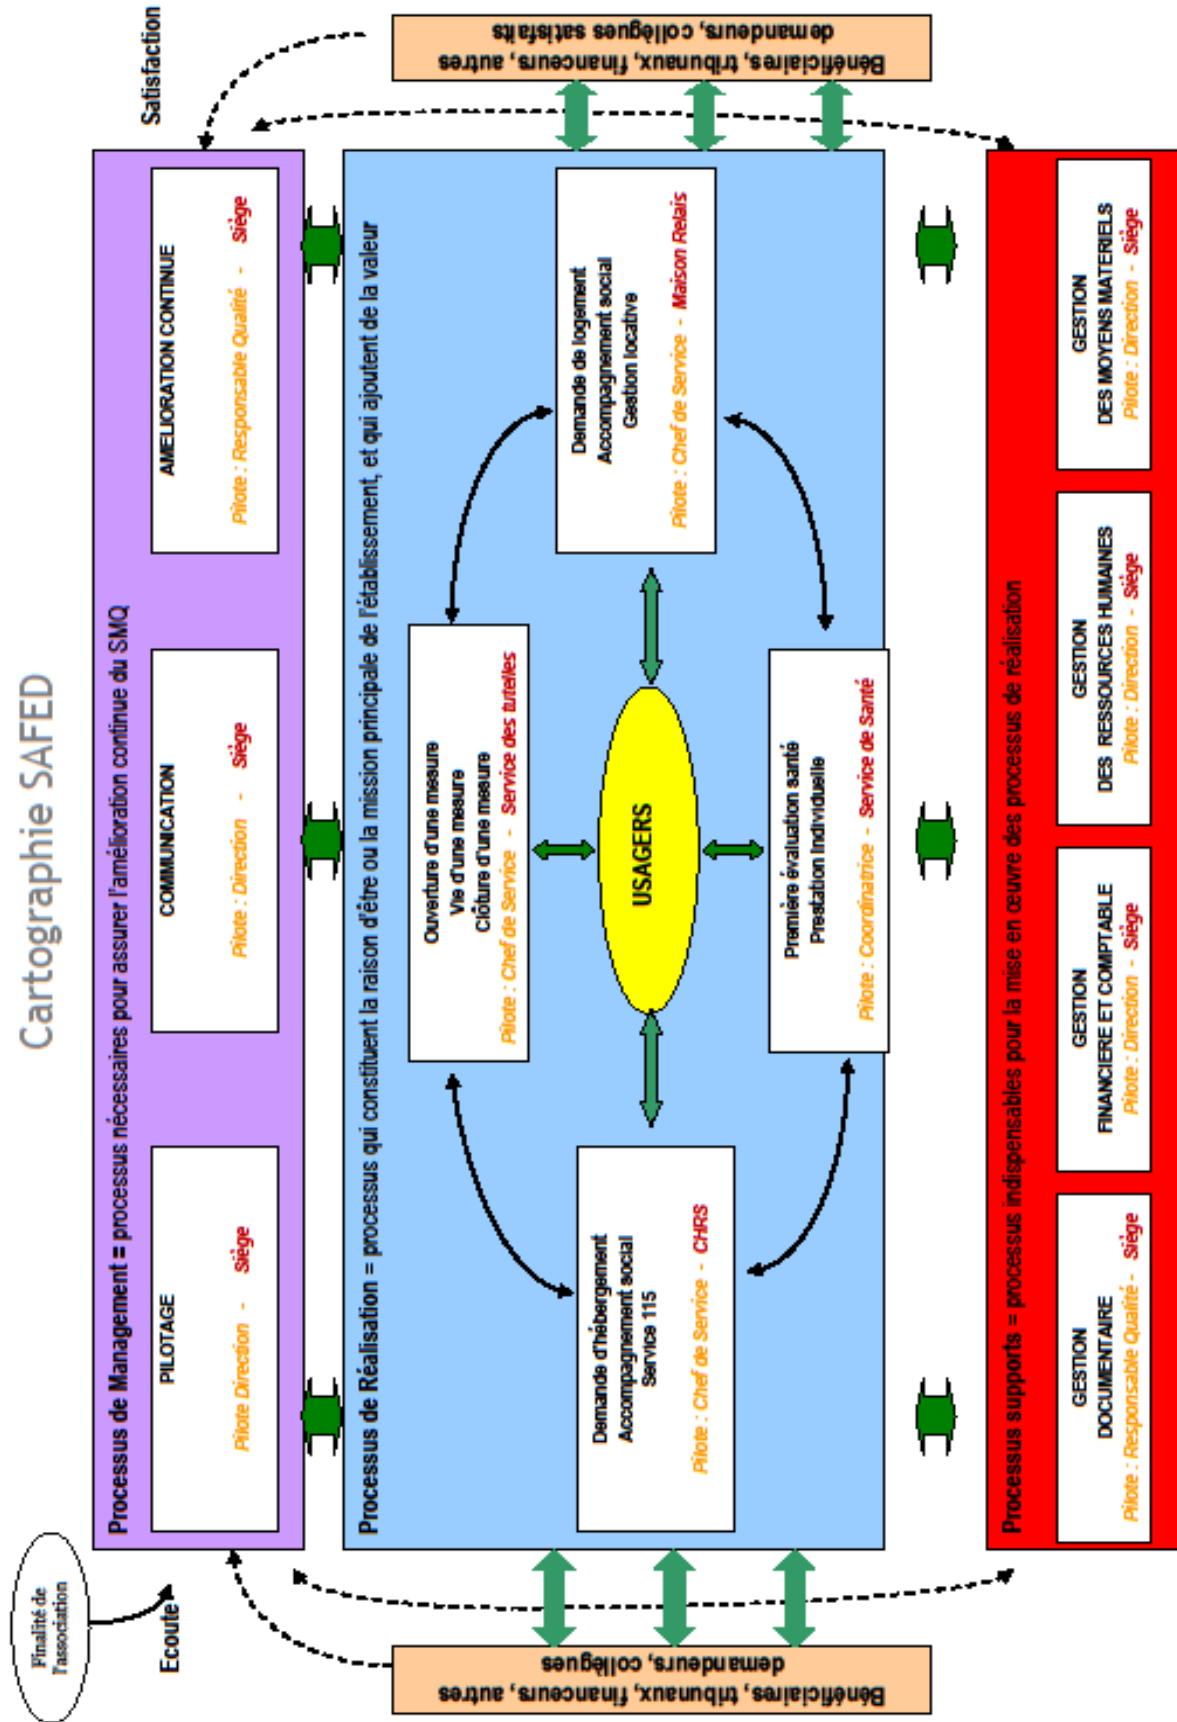 Cartographie SAFED
Finalité de
l'association
Ecoute
Satisfaction
Processus de Management = processus nécessaires pour assurer l'amélioration continue du SMQ
PILOTAGE
Pilote Direction - Siège
COMMUNICATION
Pilote : Direction - Siège
AMELIORATION CONTINUE
Pilote : Responsable Qualité - Siège
Bénéficiaires, tribunaux, financeurs, autres
demandeurs, collègues
Processus de Réalisation = processus qui constituent la raison d'être ou la mission principale de l'établissement, et qui ajoutent de la valeur
Ouverture d'une mesure
Vie d'une mesure
Clôture d'une mesure
Pilote : Chef de Service - Service des tutelles
Demande d'hébergement
Accompagnement social
Service 115
Pilote : Chef de Service - CHRS
USAGERS
Demande de logement
Accompagnement social
Gestion locative
Pilote : Chef de Service - Maison Relais
Première évaluation santé
Prestation individuelle
Pilote : Coordinatrice - Service de Santé
Bénéficiaires, tribunaux, financeurs, autres
demandeurs, collègues satisfaits
Processus supports = processus indispensables pour la mise en œuvre des processus de réalisation
GESTION
DOCUMENTAIRE
Pilote : Responsable Qualité - Siège
GESTION
FINANCIERE ET COMPTABLE
Pilote : Direction - Siège
GESTION
DES RESSOURCES HUMAINES
Pilote : Direction - Siège
GESTION
DES MOYENS MATERIELS
Pilote : Direction - Siège